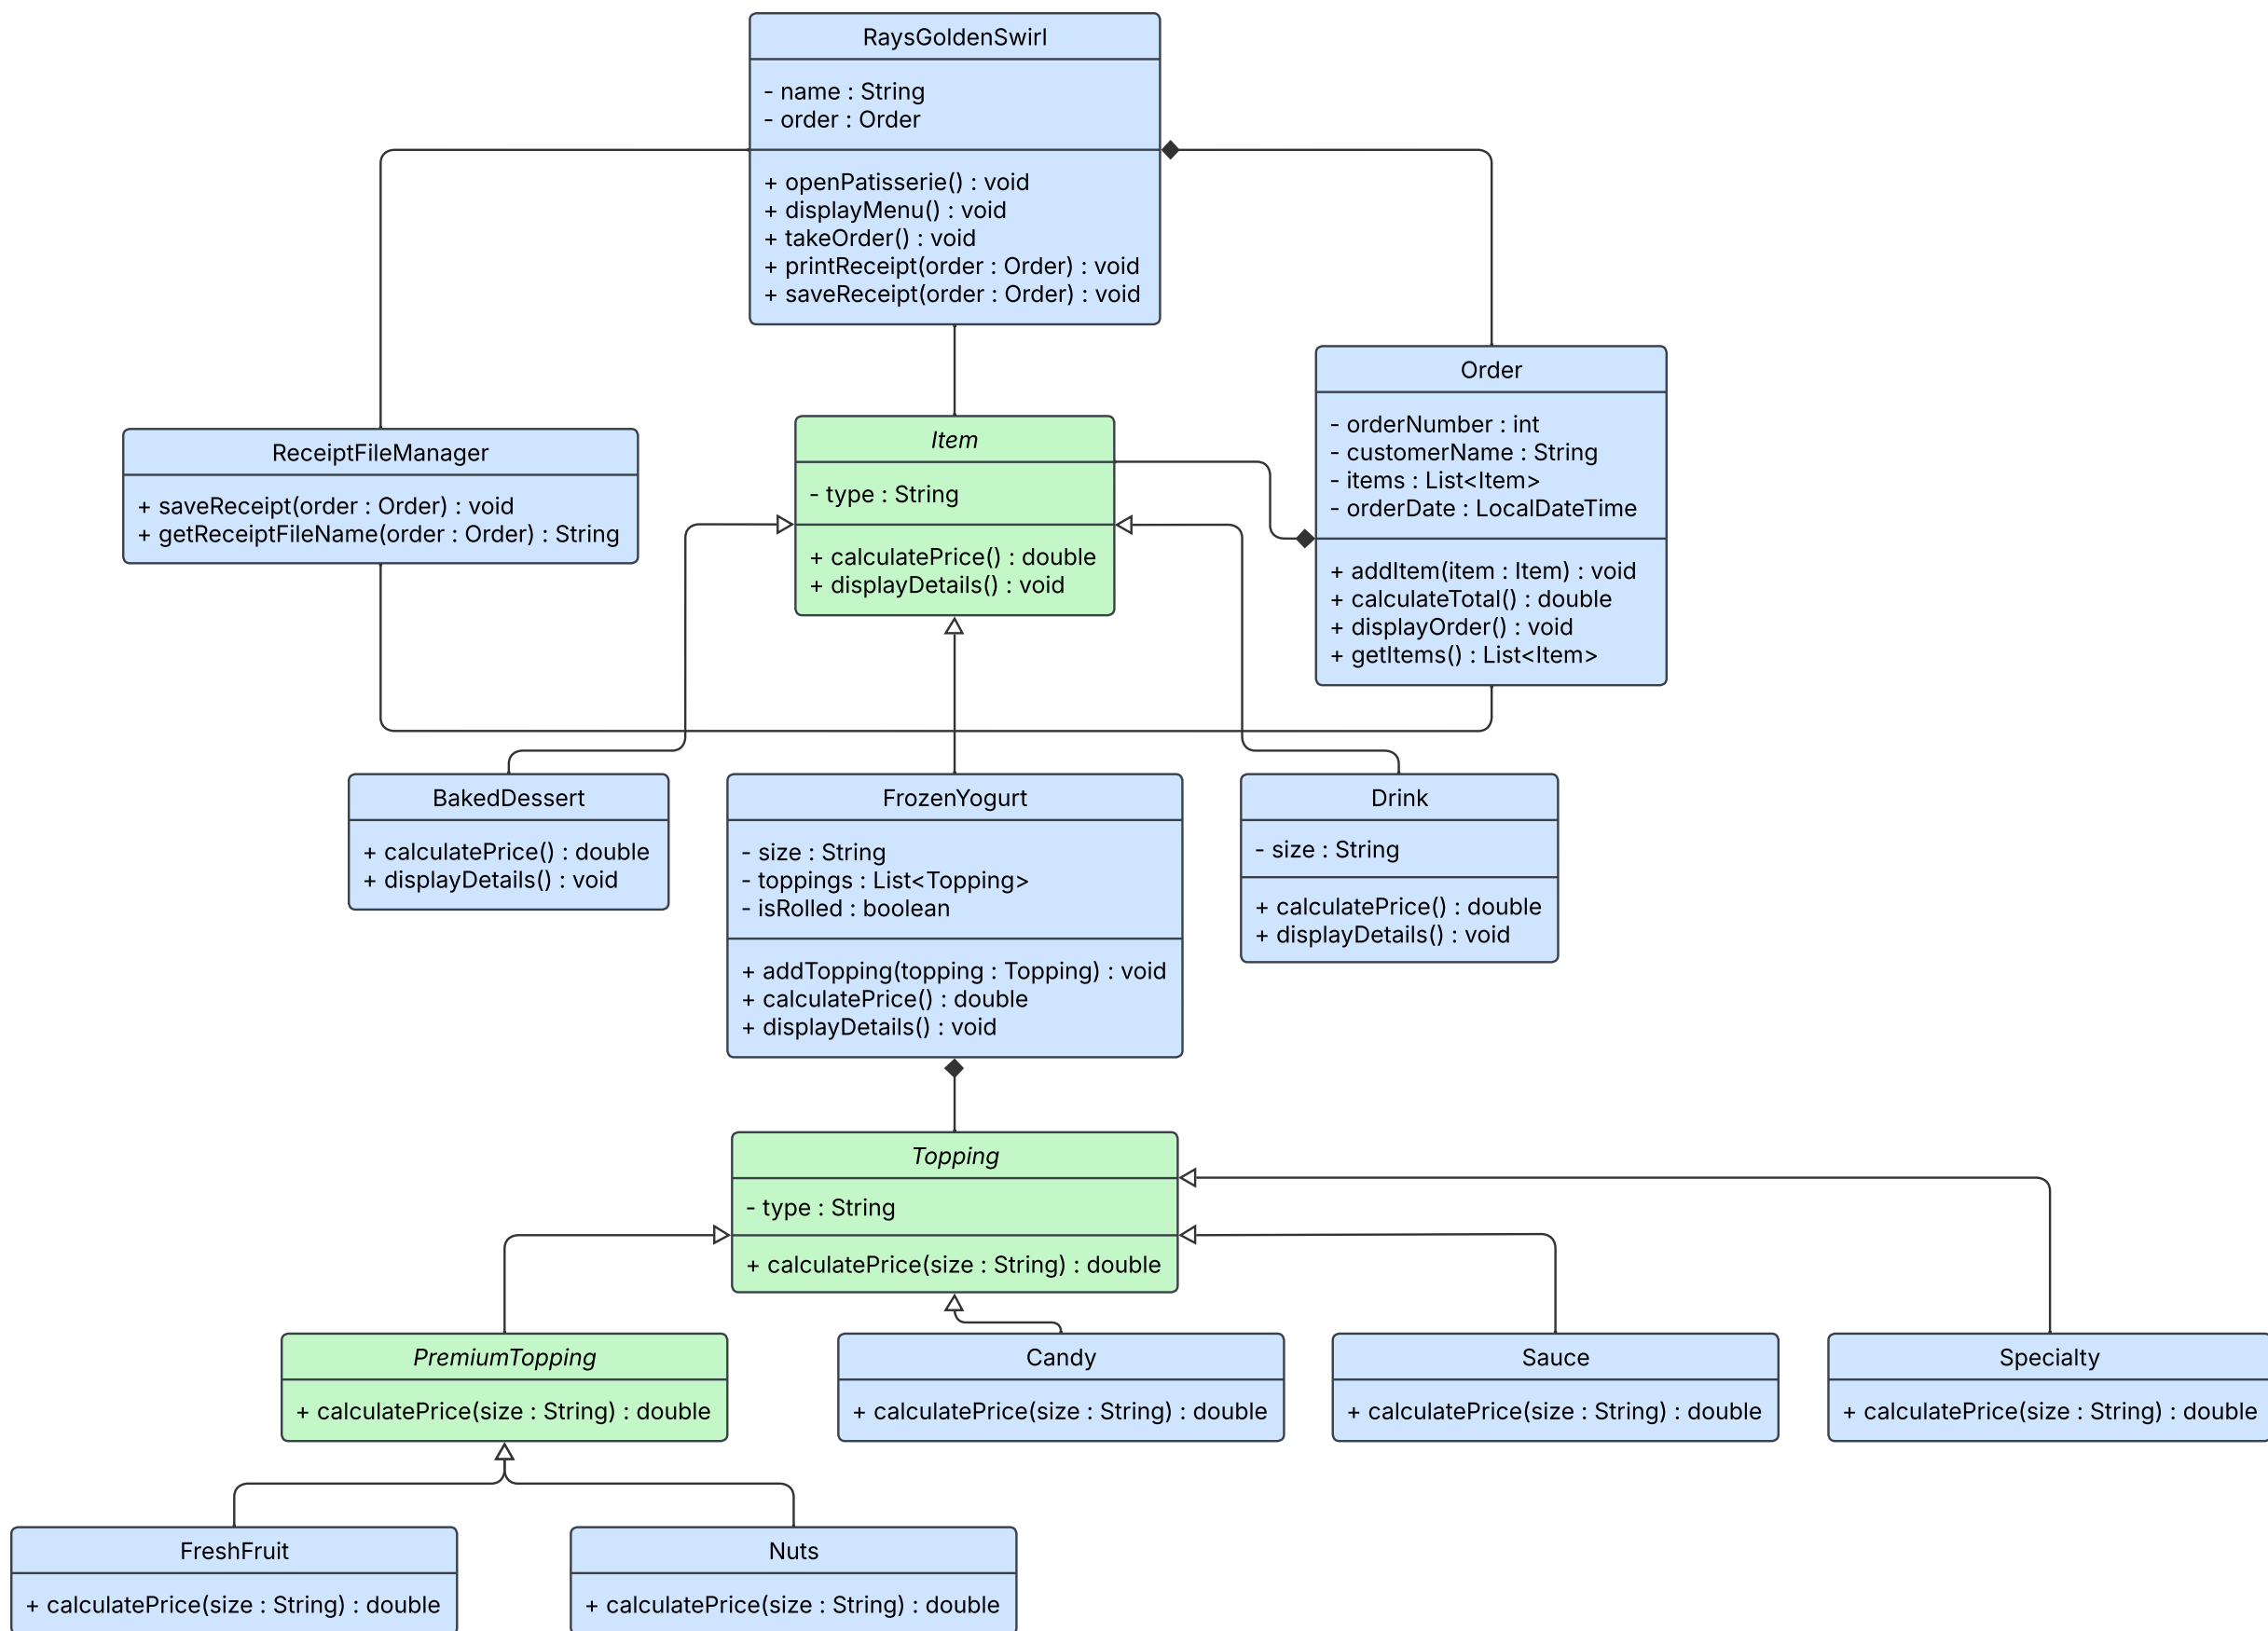 RaysGoldenSwirl
- name : String
- order : Order
+ openPatisserie() : void
+ displayMenu() : void
+ takeOrder() : void
+ printReceipt(order : Order) : void
+ saveReceipt(order : Order) : void
ReceiptFileManager
+ saveReceipt(order : Order) : void
+ getReceiptFileName(order : Order) : String
Item
- type : String
+ calculatePrice() : double
+ displayDetails() : void
Order
- orderNumber : int
- customerName : String
- items : List<Item>
- orderDate : LocalDateTime
+ addItem(item : Item) : void
+ calculateTotal() : double
+ displayOrder() : void
+ getItems() : List<Item>
BakedDessert
+ calculatePrice() : double
+ displayDetails() : void
FrozenYogurt
- size : String
- toppings : List<Topping>
- isRolled : boolean
+ addTopping(topping : Topping) : void
+ calculatePrice() : double
+ displayDetails() : void
Drink
- size : String
+ calculatePrice() : double
+ displayDetails() : void
Topping
- type : String
+ calculatePrice(size : String) : double
PremiumTopping
+ calculatePrice(size : String) : double
Candy
+ calculatePrice(size : String) : double
Sauce
+ calculatePrice(size : String) : double
Specialty
+ calculatePrice(size : String) : double
FreshFruit
+ calculatePrice(size : String) : double
Nuts
+ calculatePrice(size : String) : double